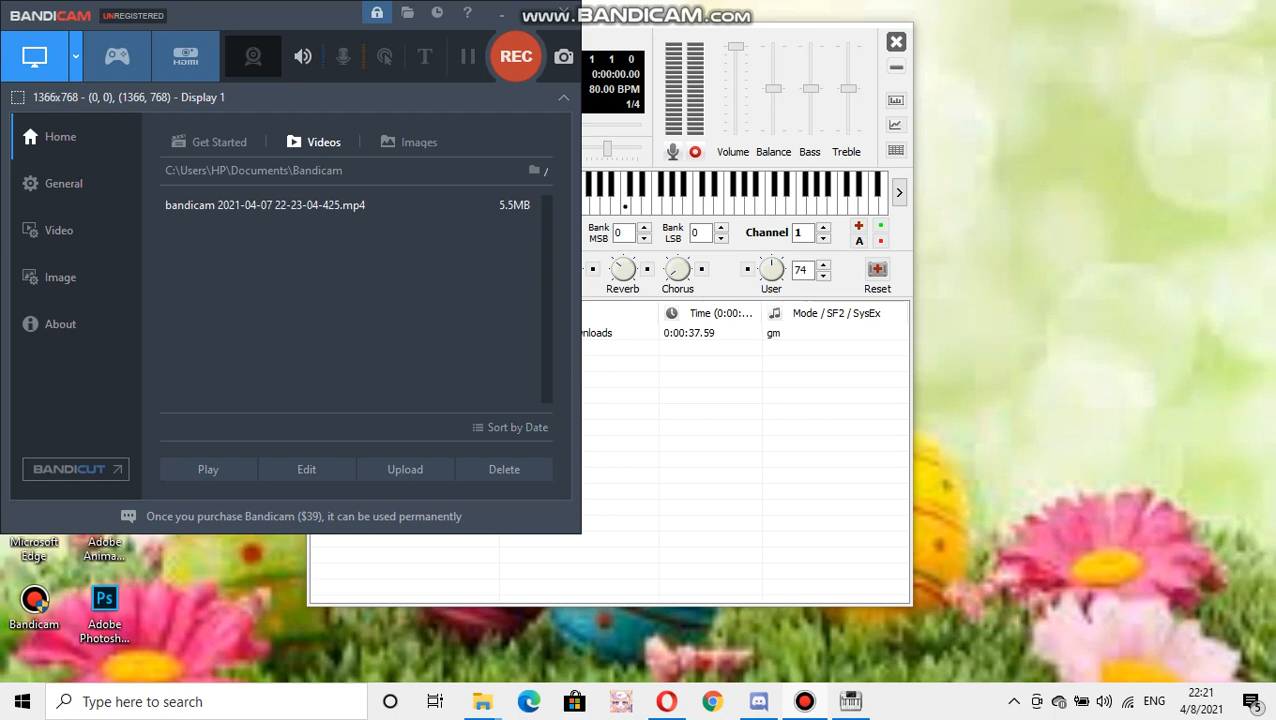 BANDICAM UNREGISTERED
www.BANDICAM.com
HDMI
REC
1366x768 - (0, 0), (1366, 768) - Display 1
Home
General
Video
Image
About
Get Started
Videos
Images
C:\Users\HP\Documents\Bandicam
/
bandicam 2021-04-07 22-23-04-425.mp4
5.5MB
Sort by Date
BANDICUT
Play
Edit
Upload
Delete
Once you purchase Bandicam ($39), it can be used permanently
1 1 0
0:00:00.00
80.00 BPM
1/4
Volume
Balance
Bass
Treble
Bank MSB
0
Bank LSB
0
Channel
1
A
Reverb
Chorus
User
74
Reset
Time (0:00:...
Mode / SF2 / SysEx
nloads
0:00:37.59
gm
Microsoft
Edge
Adobe
Anima...
Bandicam
Ps
Adobe
Photosh...
Type here to search
ENG
22:21
4/8/2021
5